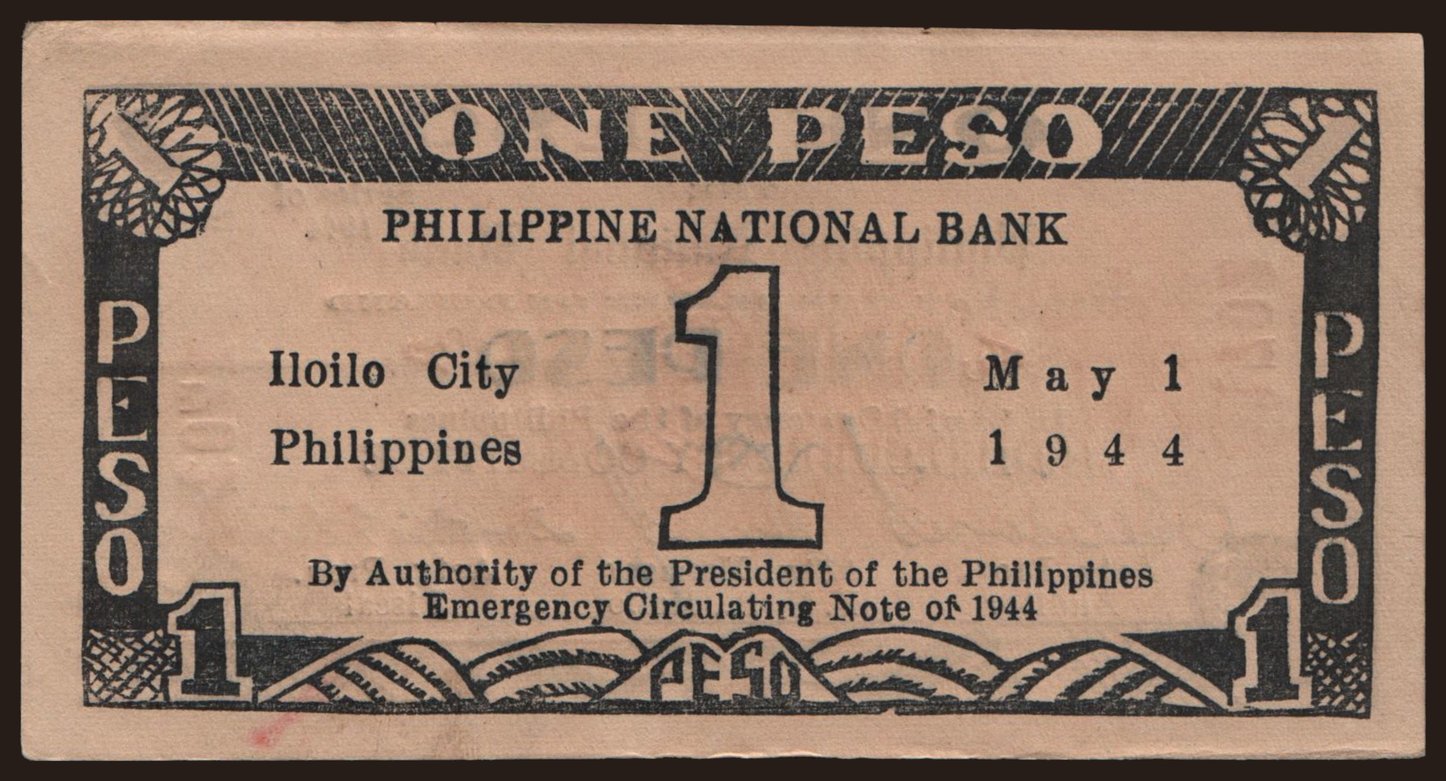 1 ONE PESO 1
PHILIPPINE NATIONAL BANK
1
Iloilo City
Philippines
May 1
1944
PESO
PESO
By Authority of the President of the Philippines
Emergency Circulating Note of 1944
1 PESO 1